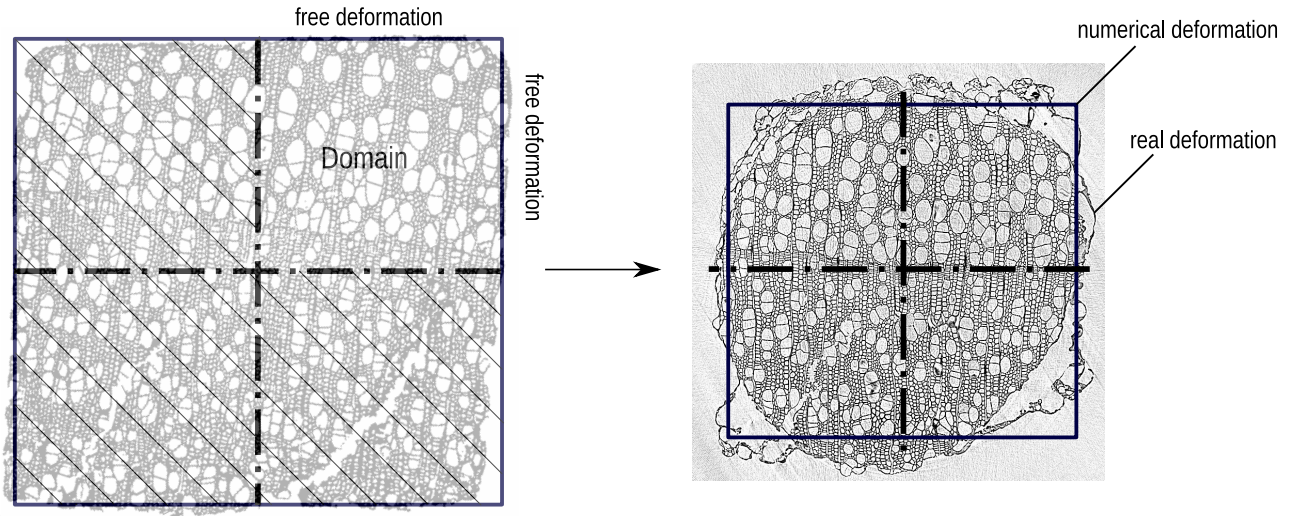 free deformation
free deformation
Domain
numerical deformation
real deformation